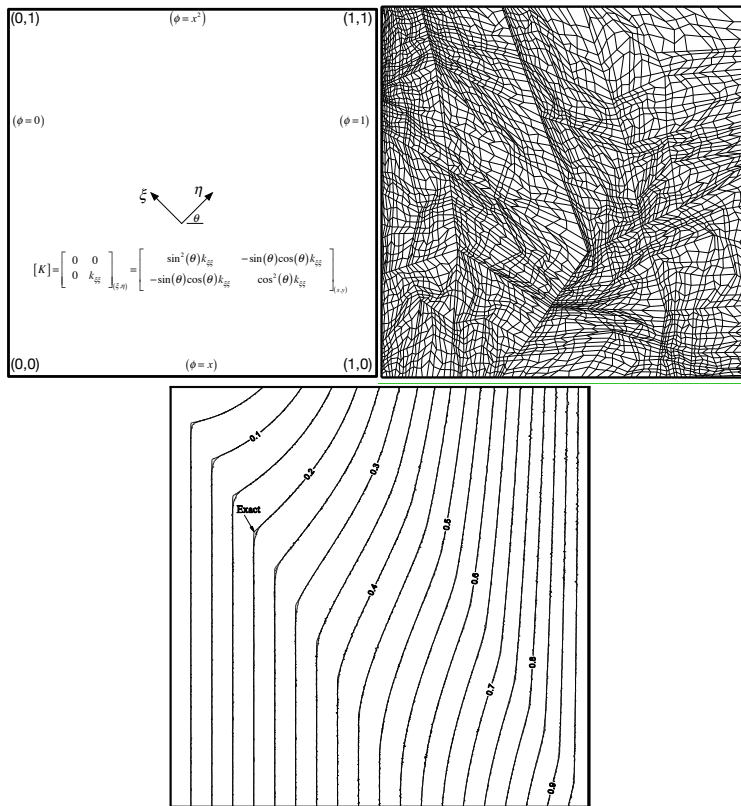 (0,1) (ϕ = x²) (1,1)
(ϕ = 0) (ϕ = 1)
ξ η
θ
[K] = [ 0 0 ; 0 k_ξξ ]_(ξ,η) = [ sin²(θ)k_ξξ −sin(θ)cos(θ)k_ξξ ; −sin(θ)cos(θ)k_ξξ cos²(θ)k_ξξ ]_(x,y)
(0,0) (ϕ = x) (1,0)
0.1
0.2
0.3
Exact
0.5
0.4
0.6
0.8
0.7
0.9